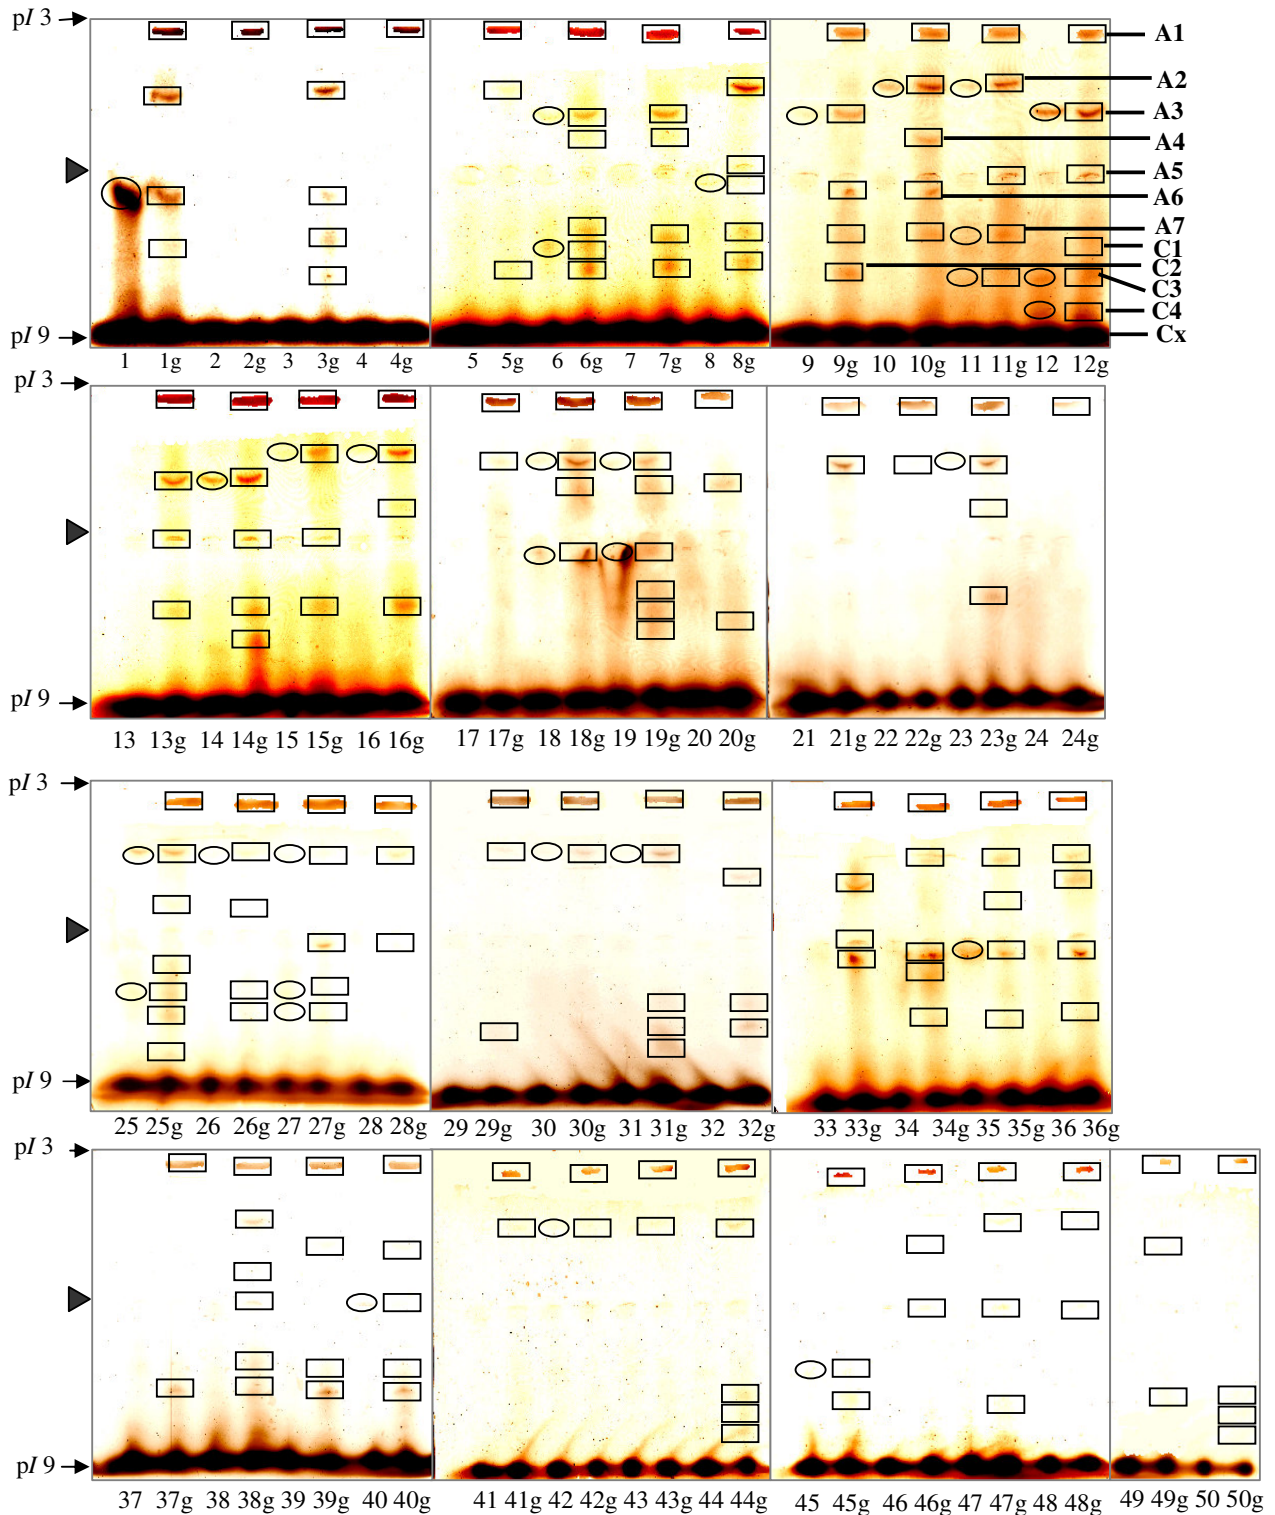 pI 3
A1
A2
A3
A4
A5
A6
A7
C1
C2
C3
C4
Cx
pI 9
1 1g 2 2g 3 3g 4 4g 5 5g 6 6g 7 7g 8 8g 9 9g 10 10g 11 11g 12 12g
pI 3
pI 9
13 13g 14 14g 15 15g 16 16g 17 17g 18 18g 19 19g 20 20g 21 21g 22 22g 23 23g 24 24g
pI 3
pI 9
25 25g 26 26g 27 27g 28 28g 29 29g 30 30g 31 31g 32 32g 33 33g 34 34g 35 35g 36 36g
pI 3
pI 9
37 37g 38 38g 39 39g 40 40g 41 41g 42 42g 43 43g 44 44g 45 45g 46 46g 47 47g 48 48g 49 49g 50 50g